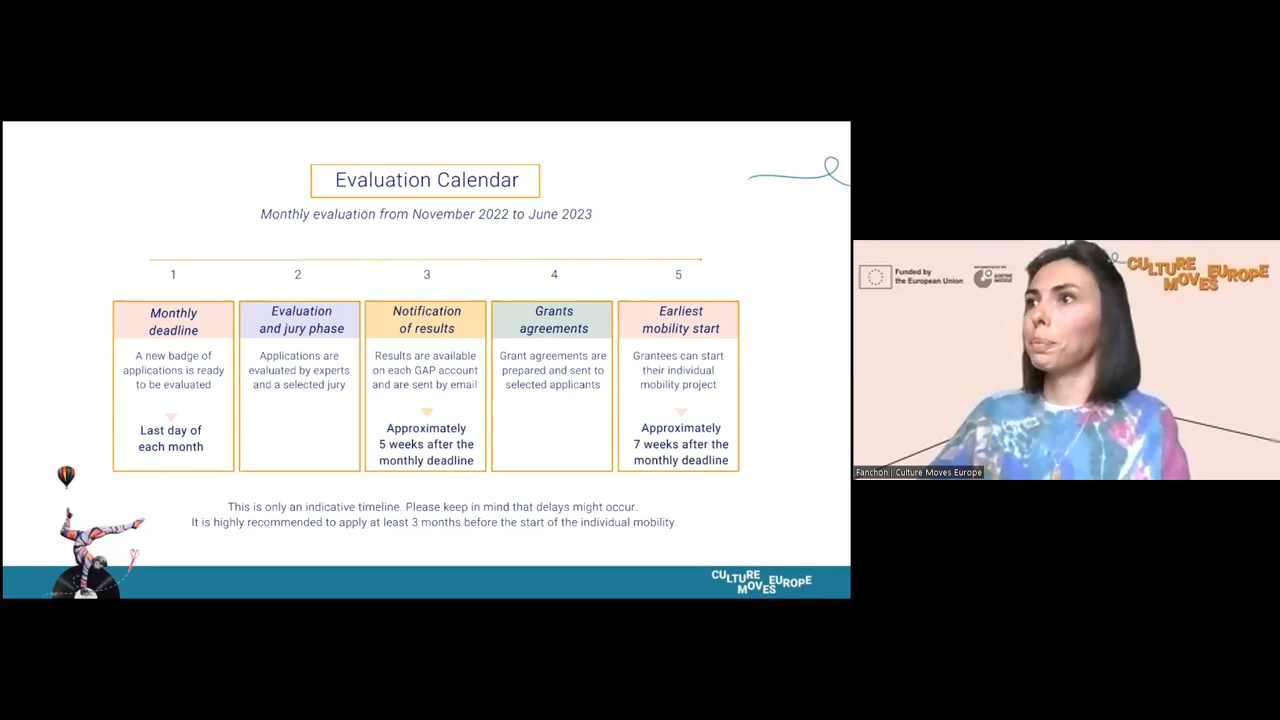 Evaluation Calendar
Monthly evaluation from November 2022 to June 2023
1
2
3
4
5
Monthly
deadline
A new badge of
applications is ready
to be evaluated
Last day of
each month
Evaluation
and jury phase
Applications are
evaluated by experts
and a selected jury
Notification
of results
Results are available
on each GAP account
and are sent by email
Approximately
5 weeks after the
monthly deadline
Grants
agreements
Grant agreements are
prepared and sent to
selected applicants
Earliest
mobility start
Grantees can start
their individual
mobility project
Approximately
7 weeks after the
monthly deadline
This is only an indicative timeline. Please keep in mind that delays might occur.
It is highly recommended to apply at least 3 months before the start of the individual mobility.
CULTURE
MOVES EUROPE
Funded by
the European Union
GOETHE
INSTITUT
CULTURE
MOVES EUROPE
Fanchon | Culture Moves Europe